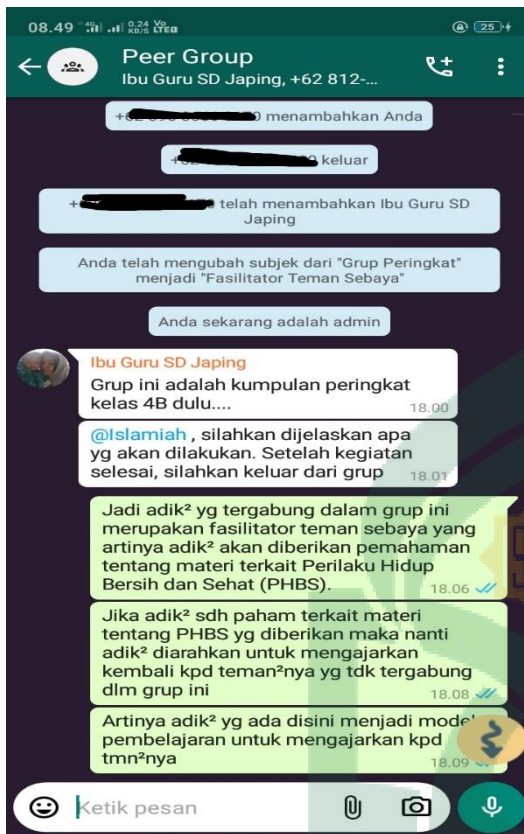 08.49 4G 0.24 KB/S Vo LTE 25
Peer Group
Ibu Guru SD Japing, +62 812-...
menambahkan Anda
keluar
telah menambahkan Ibu Guru SD
Japing
Anda telah mengubah subjek dari "Grup Peringkat"
menjadi "Fasilitator Teman Sebaya"
Anda sekarang adalah admin
Ibu Guru SD Japing
Grup ini adalah kumpulan peringkat
kelas 4B dulu....
18.00
@Islamiah , silahkan dijelaskan apa
yg akan dilakukan. Setelah kegiatan
selesai, silahkan keluar dari grup
18.01
Jadi adik² yg tergabung dalam grup ini
merupakan fasilitator teman sebaya yang
artinya adik² akan diberikan pemahaman
tentang materi terkait Perilaku Hidup
Bersih dan Sehat (PHBS).
18.06
Jika adik² sdh paham terkait materi
tentang PHBS yg diberikan maka nanti
adik² diarahkan untuk mengajarkan
kembali kpd teman²nya yg tdk tergabung
dlm grup ini
18.08
Artinya adik² yg ada disini menjadi model
pembelajaran untuk mengajarkan kpd
tmn²nya
18.09
Ketik pesan